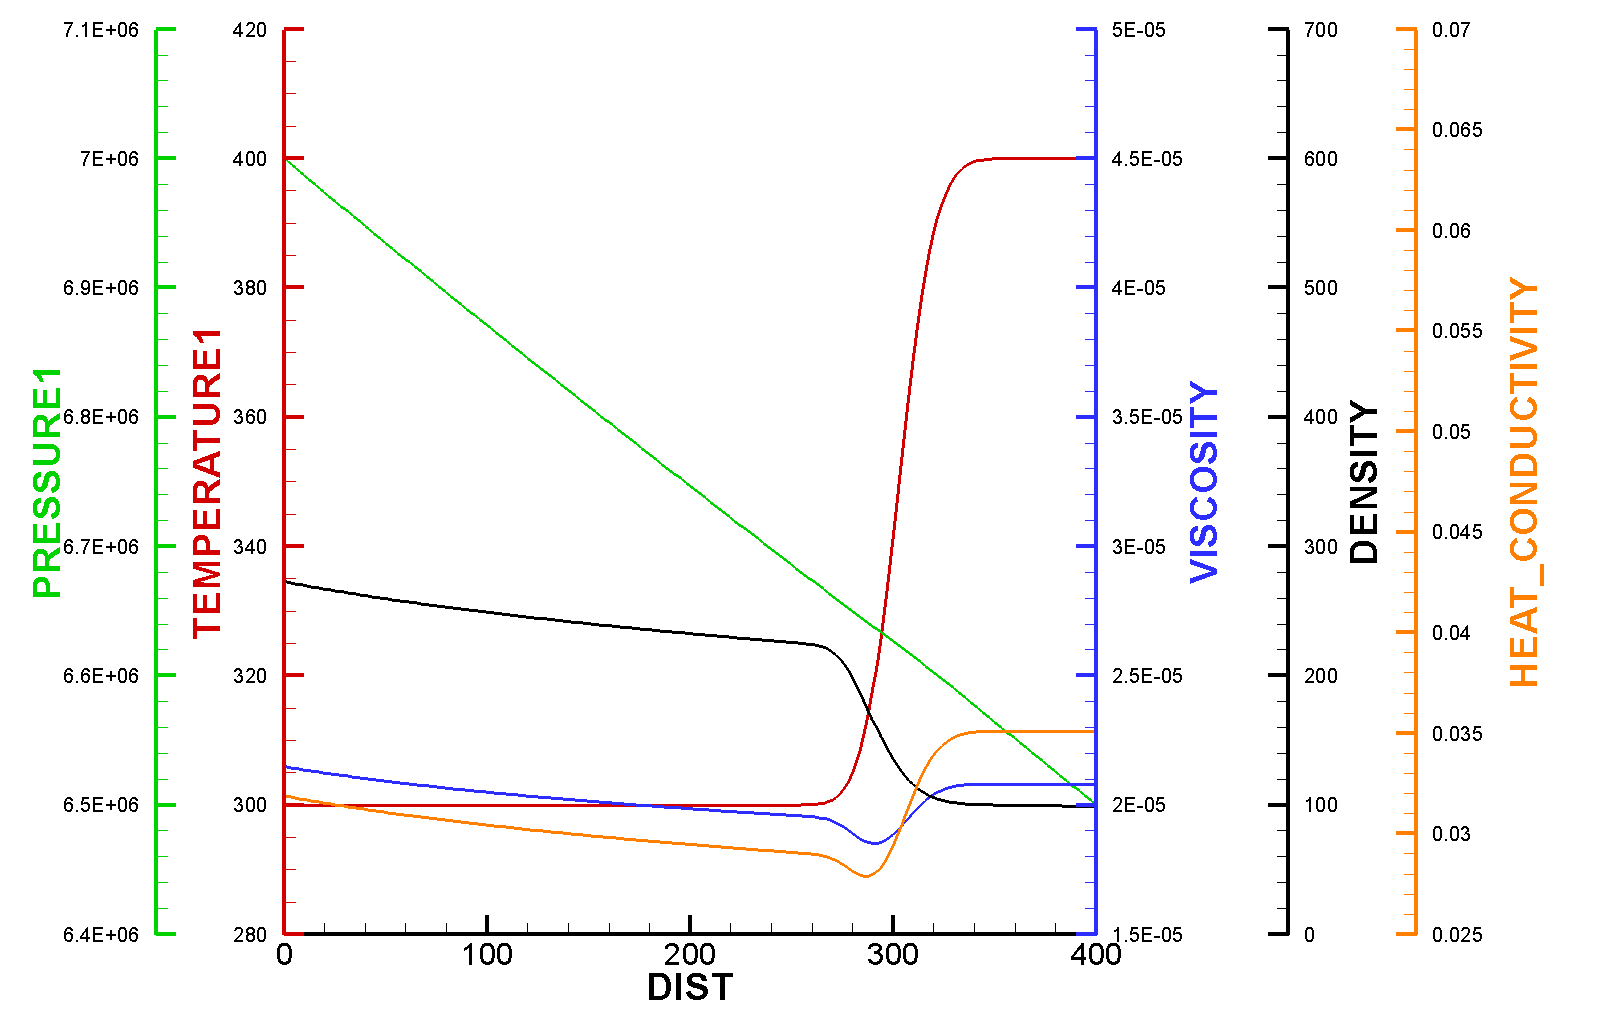 PRESSURE1
7.1E+06
7E+06
6.9E+06
6.8E+06
6.7E+06
6.6E+06
6.5E+06
6.4E+06
TEMPERATURE1
420
400
380
360
340
320
300
280
0
100
200
300
400
DIST
5E-05
4.5E-05
4E-05
3.5E-05
3E-05
2.5E-05
2E-05
1.5E-05
VISCOSITY
700
600
500
400
300
200
100
0
DENSITY
0.07
0.065
0.06
0.055
0.05
0.045
0.04
0.035
0.03
0.025
HEAT_CONDUCTIVITY